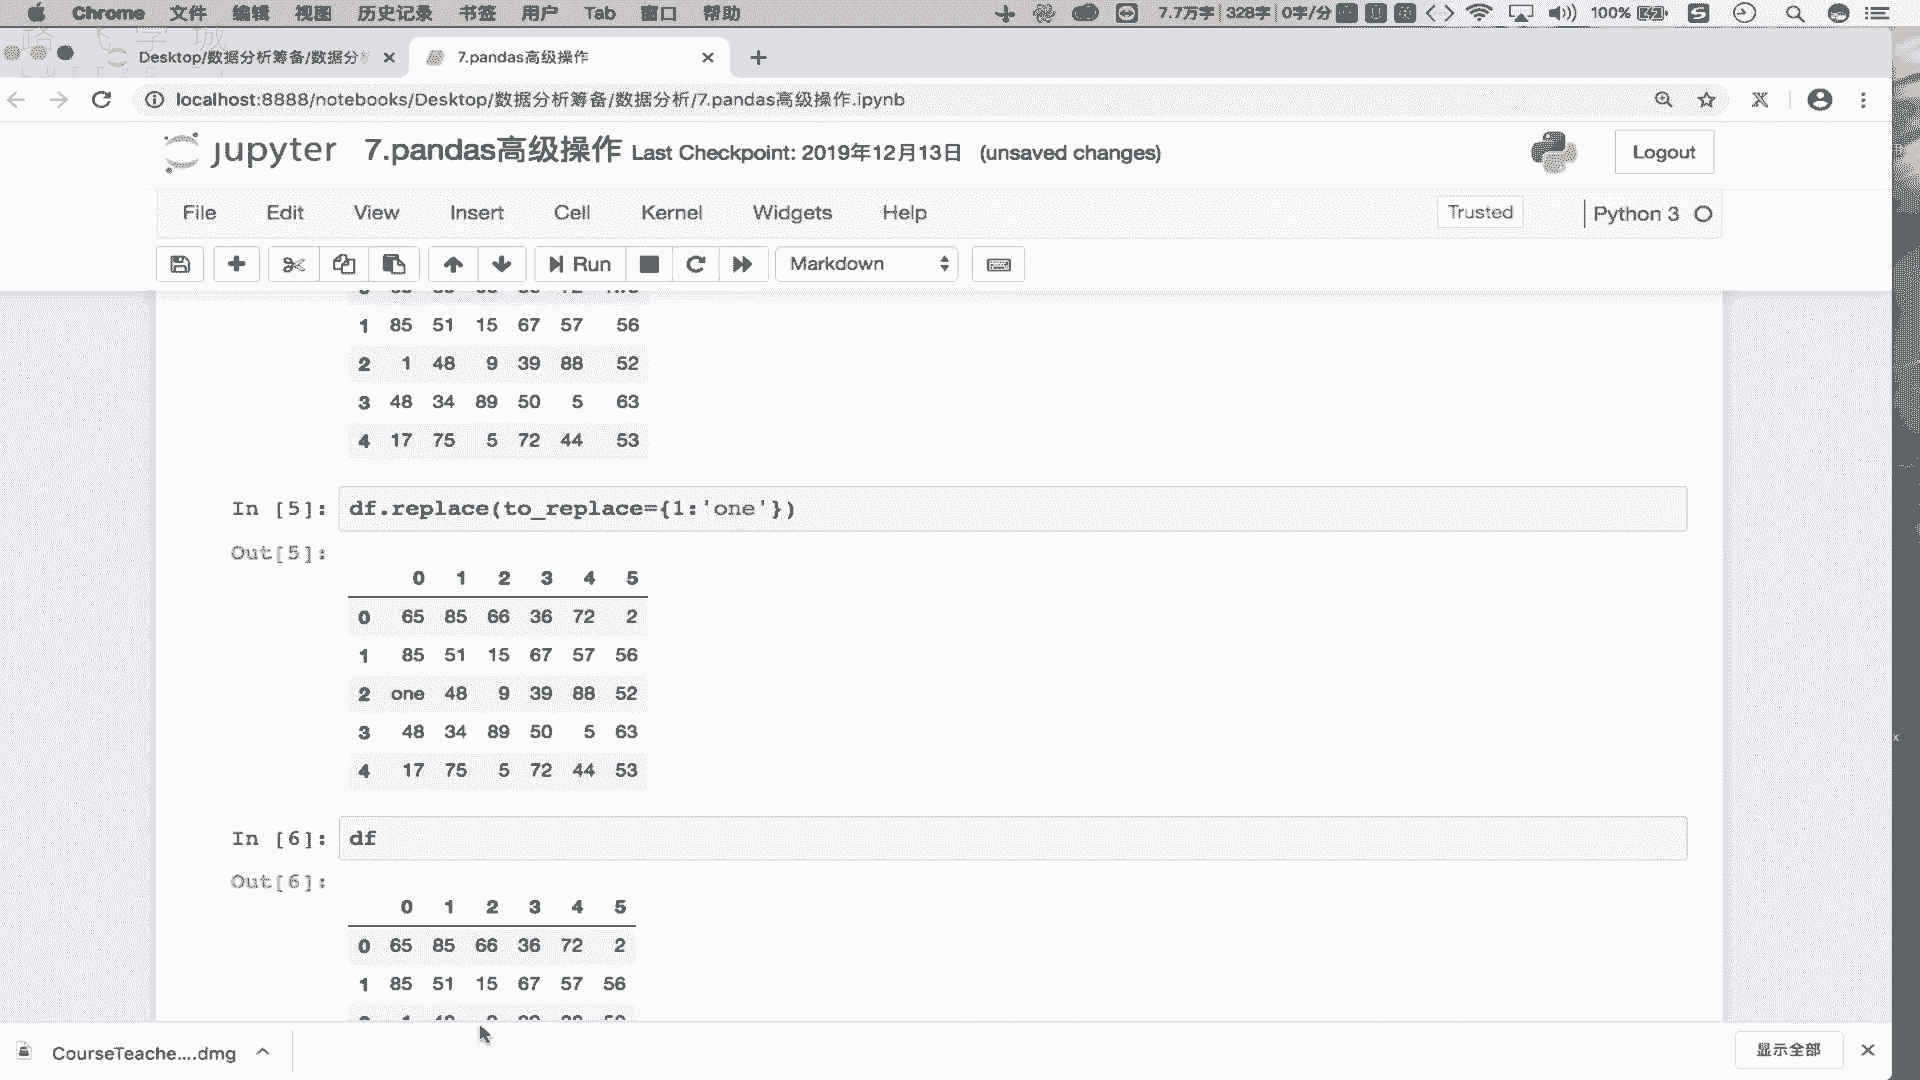 Chrome 文件 编辑 视图 历史记录 书签 用户 Tab 窗口 帮助 7.7万字 328字 0字/分 100%
Desktop/数据分析筹备/数据分 7.pandas高级操作
localhost:8888/notebooks/Desktop/数据分析筹备/数据分析/7.pandas高级操作.ipynb
jupyter 7.pandas高级操作 Last Checkpoint: 2019年12月13日 (unsaved changes) Logout
File Edit View Insert Cell Kernel Widgets Help Trusted Python 3
Run Markdown
1 85 51 15 67 57 56
2 1 48 9 39 88 52
3 48 34 89 50 5 63
4 17 75 5 72 44 53
In [5]: df.replace(to_replace={1:'one'})
Out[5]:
0 1 2 3 4 5
0 65 85 66 36 72 2
1 85 51 15 67 57 56
2 one 48 9 39 88 52
3 48 34 89 50 5 63
4 17 75 5 72 44 53
In [6]: df
Out[6]:
0 1 2 3 4 5
0 65 85 66 36 72 2
1 85 51 15 67 57 56
CourseTeache....dmg 显示全部